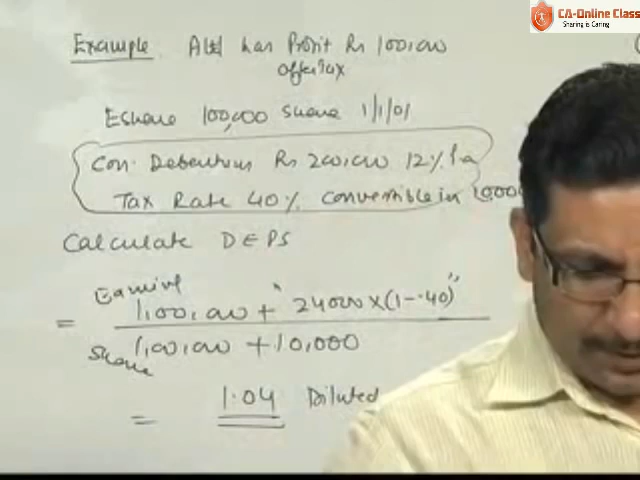 CA-Online Class
Sharing is Caring
Example. A Ltd has Profit Rs 100,000
after Tax
E share 100,000 Share 1/1/01
Con. Debentures Rs 200,000 12% Pa
Tax Rate 40% Convertible in 10000
Calculate DEPS
Earning
= 1,00,000 + "24000 × (1-.40)"
1,00,000 + 10,000
Share
= 1.04 Diluted